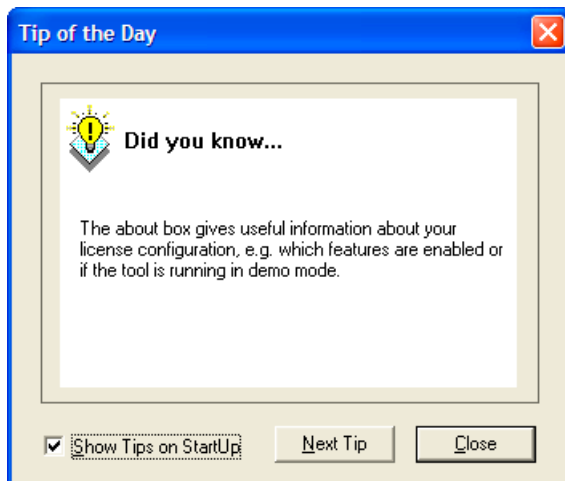 Tip of the Day
Did you know...
The about box gives useful information about your
license configuration, e.g. which features are enabled or
if the tool is running in demo mode.
Show Tips on StartUp
Next Tip
Close